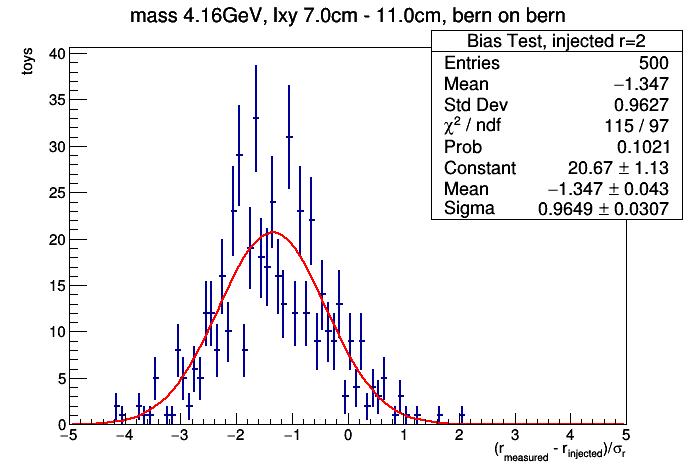 mass 4.16GeV, lxy 7.0cm - 11.0cm, bern on bern
toys
Bias Test, injected r=2
Entries 500
Mean −1.347
Std Dev 0.9627
χ² / ndf 115 / 97
Prob 0.1021
Constant 20.67 ± 1.13
Mean −1.347 ± 0.043
Sigma 0.9649 ± 0.0307
40
35
30
25
20
15
10
5
0
−5 −4 −3 −2 −1 0 1 2 3 4 5
(r_measured - r_injected)/σ_r